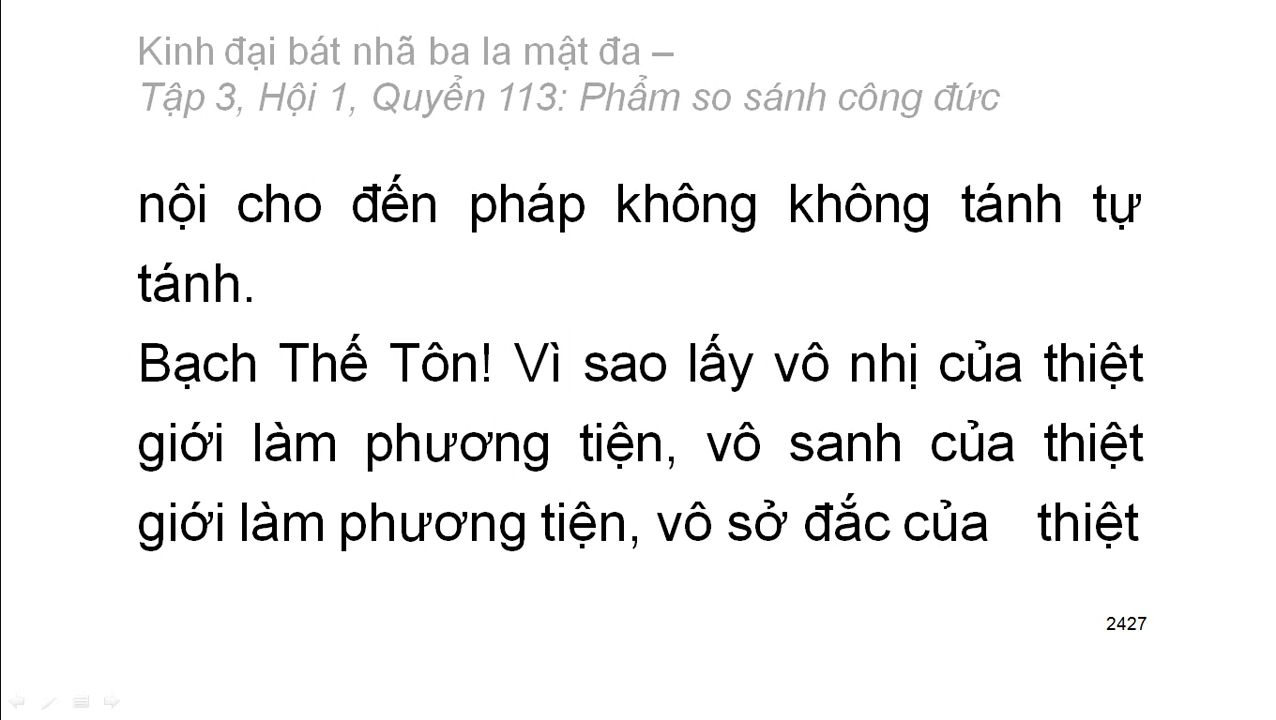 Kinh đại bát nhã ba la mật đa –
Tập 3, Hội 1, Quyển 113: Phẩm so sánh công đức
nội cho đến pháp không không tánh tự
tánh.
Bạch Thế Tôn! Vì sao lấy vô nhị của thiệt
giới làm phương tiện, vô sanh của thiệt
giới làm phương tiện, vô sở đắc của thiệt
2427